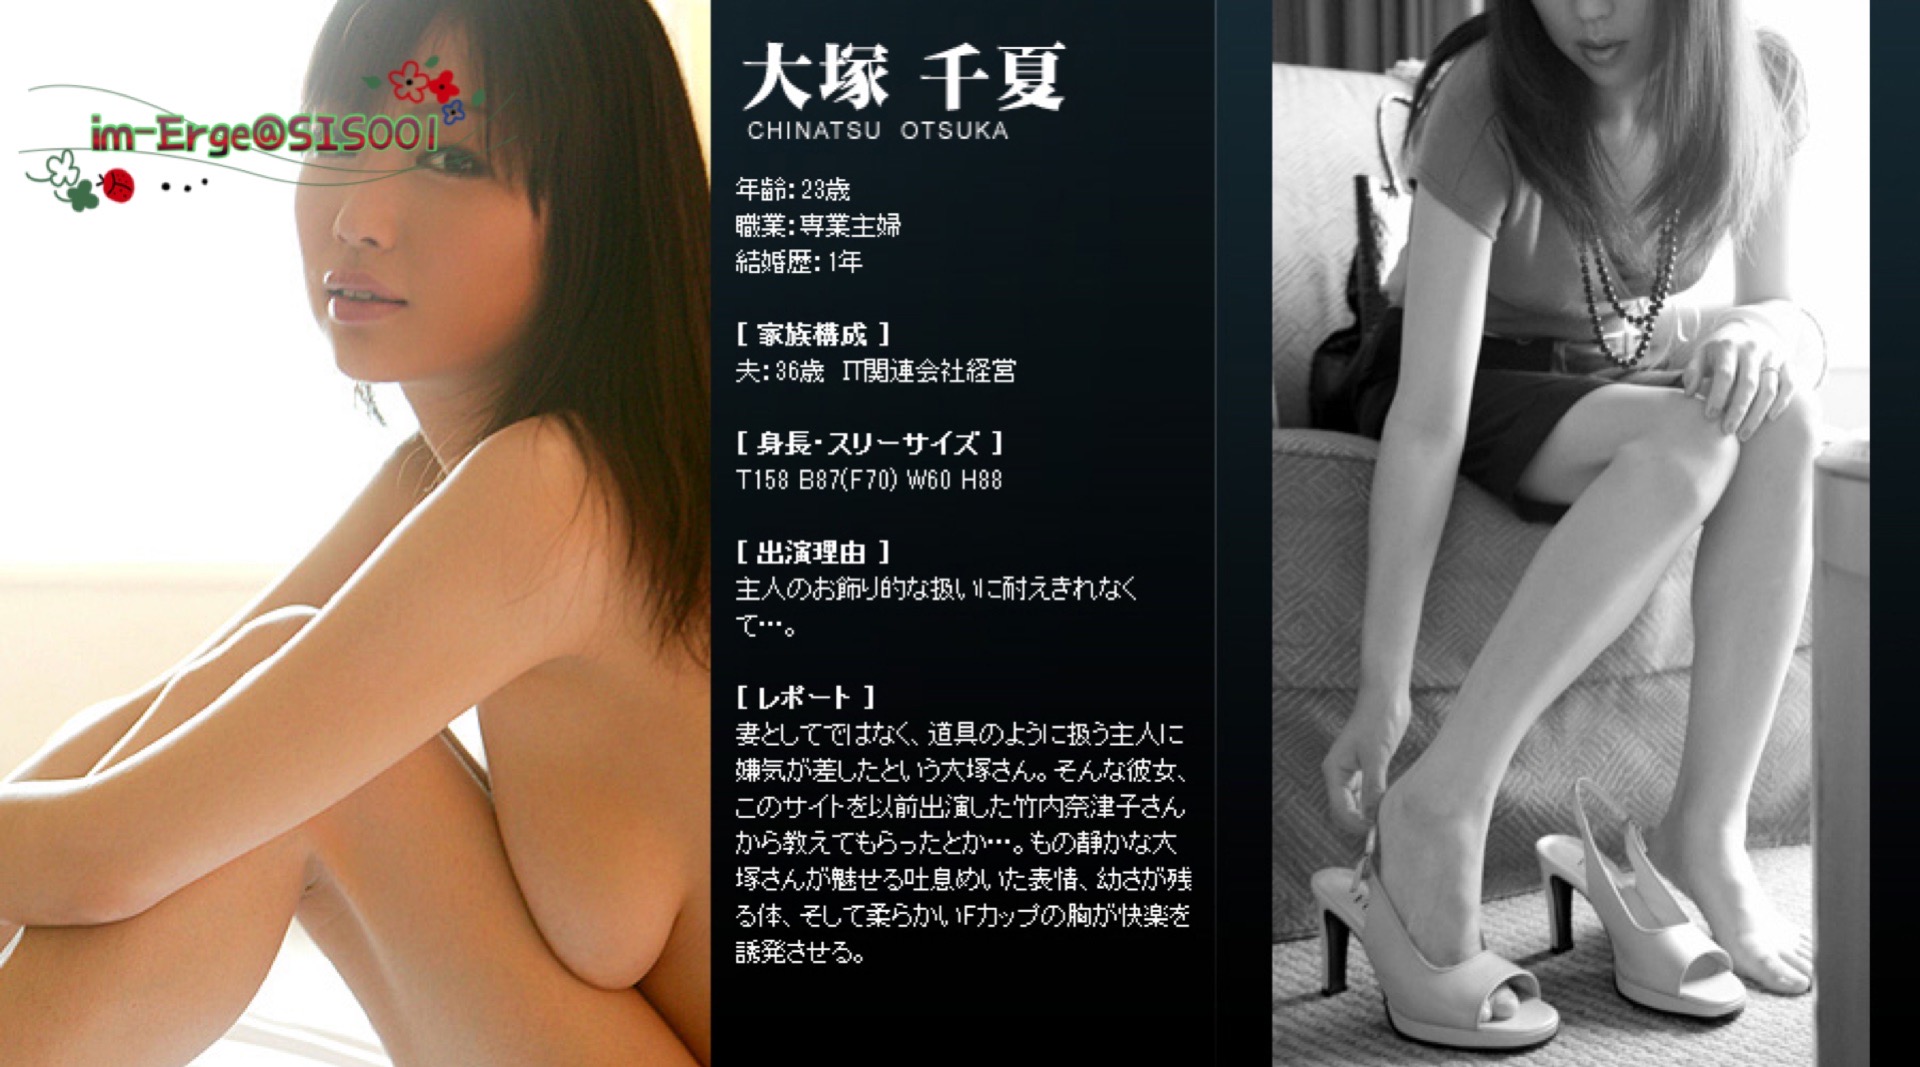 im-Erge@SIS001
大塚 千夏
CHINATSU OTSUKA
年齢：23歳
職業：専業主婦
結婚歴：1年
[ 家族構成 ]
夫：36歳　IT関連会社経営
[ 身長・スリーサイズ ]
T158 B87(F70) W60 H88
[ 出演理由 ]
主人のお飾り的な扱いに耐えきれなく
て…。
[ レポート ]
妻としてではなく、道具のように扱う主人に
嫌気が差したという大塚さん。そんな彼女、
このサイトを以前出演した竹内奈津子さん
から教えてもらったとか…。もの静かな大
塚さんが魅せる吐息めいた表情、幼さが残
る体、そして柔らかいFカップの胸が快楽を
誘発させる。